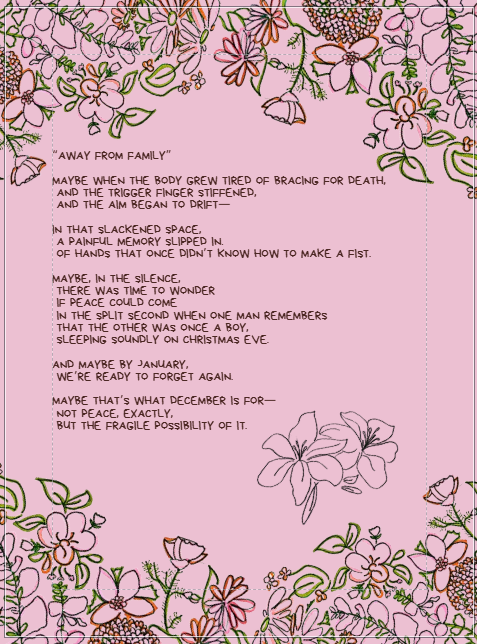 "AWAY FROM FAMILY"
MAYBE WHEN THE BODY GREW TIRED OF BRACING FOR DEATH,
AND THE TRIGGER FINGER STIFFENED,
AND THE AIM BEGAN TO DRIFT—
IN THAT SLACKENED SPACE,
A PAINFUL MEMORY SLIPPED IN.
OF HANDS THAT ONCE DIDN'T KNOW HOW TO MAKE A FIST.
MAYBE, IN THE SILENCE,
THERE WAS TIME TO WONDER
IF PEACE COULD COME
IN THE SPLIT SECOND WHEN ONE MAN REMEMBERS
THAT THE OTHER WAS ONCE A BOY,
SLEEPING SOUNDLY ON CHRISTMAS EVE.
AND MAYBE BY JANUARY,
WE'RE READY TO FORGET AGAIN.
MAYBE THAT'S WHAT DECEMBER IS FOR—
NOT PEACE, EXACTLY,
BUT THE FRAGILE POSSIBILITY OF IT.